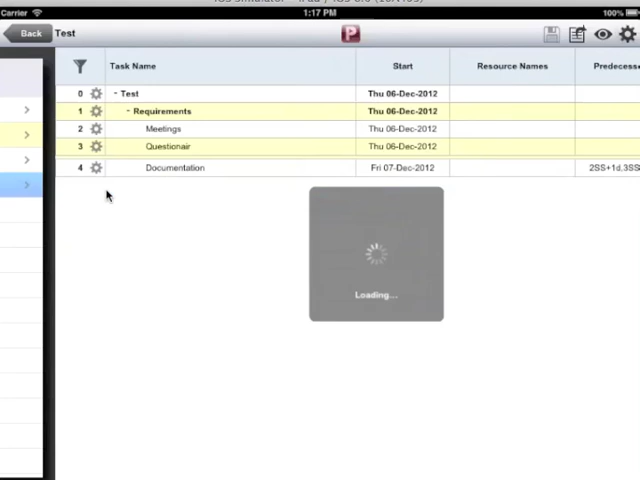 Carrier 1:17 PM 100%
Back Test P
Task Name Start Resource Names
0 - Test Thu 06-Dec-2012
1 - Requirements Thu 06-Dec-2012
2 Meetings Thu 06-Dec-2012
3 Questionair Thu 06-Dec-2012
4 Documentation Fri 07-Dec-2012 2SS+1d,3SS
Loading...